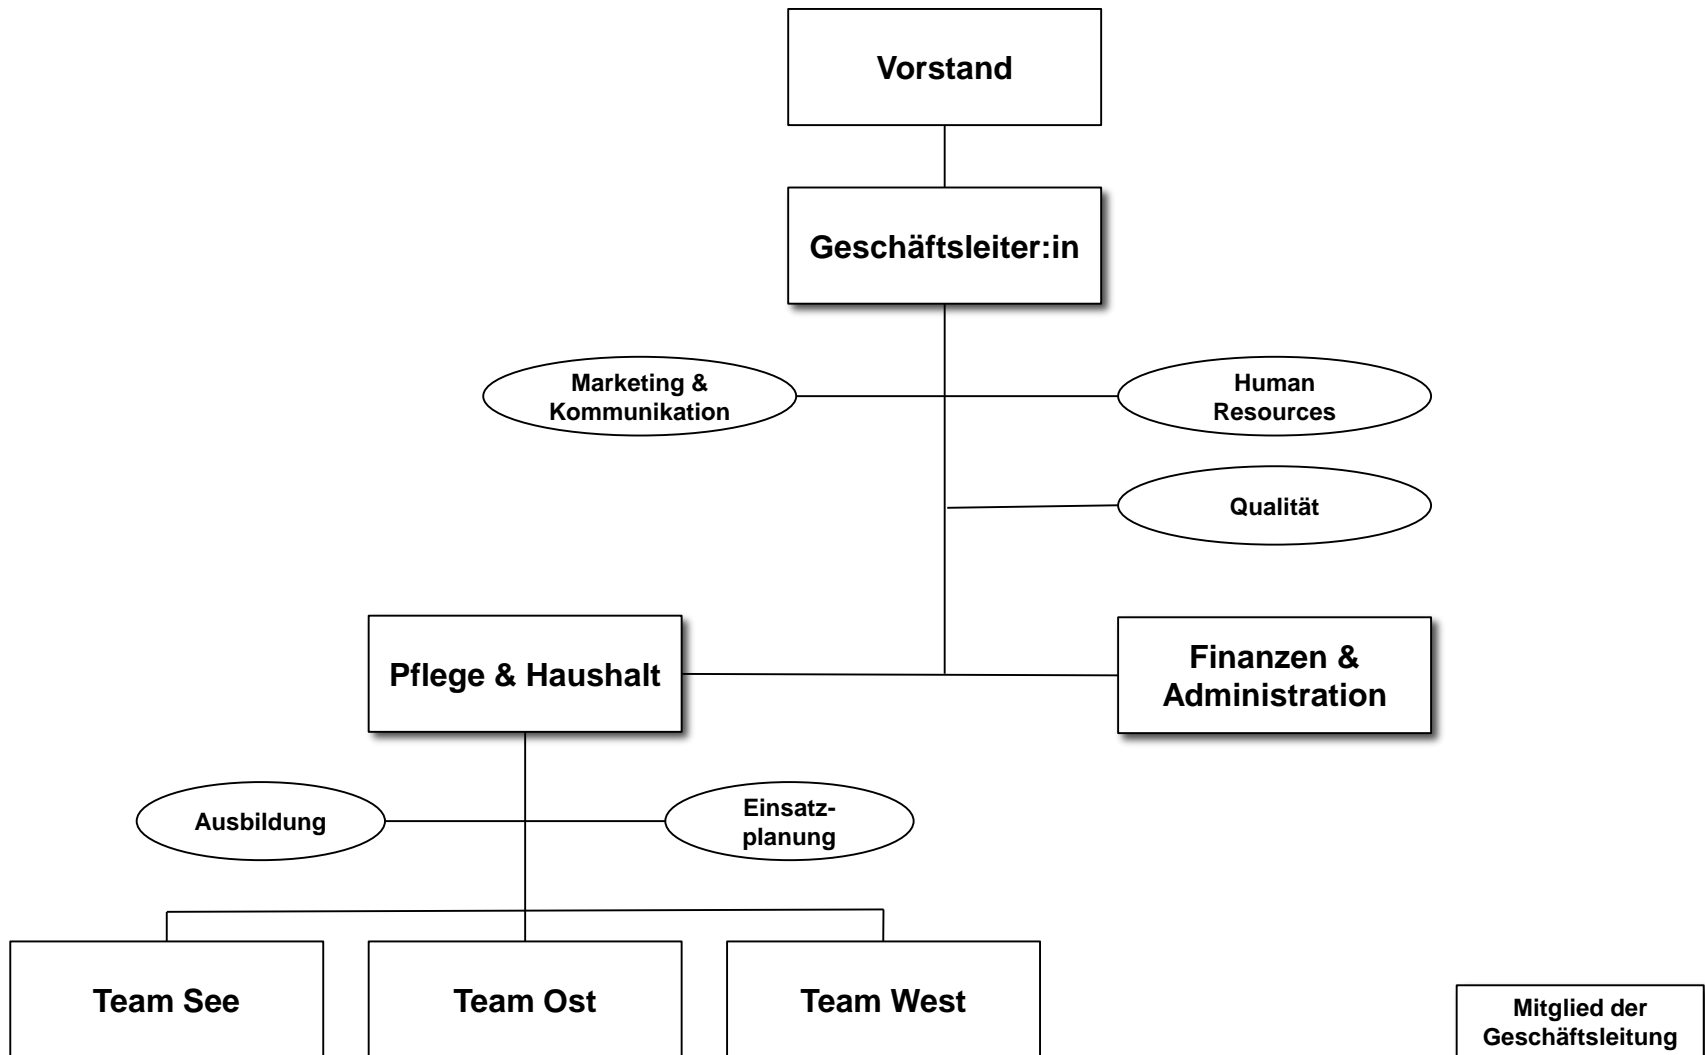 Vorstand
Geschäftsleiter:in
Marketing &
Kommunikation
Human
Resources
Qualität
Pflege & Haushalt
Finanzen &
Administration
Ausbildung
Einsatz-
planung
Team See
Team Ost
Team West
Mitglied der
Geschäftsleitung